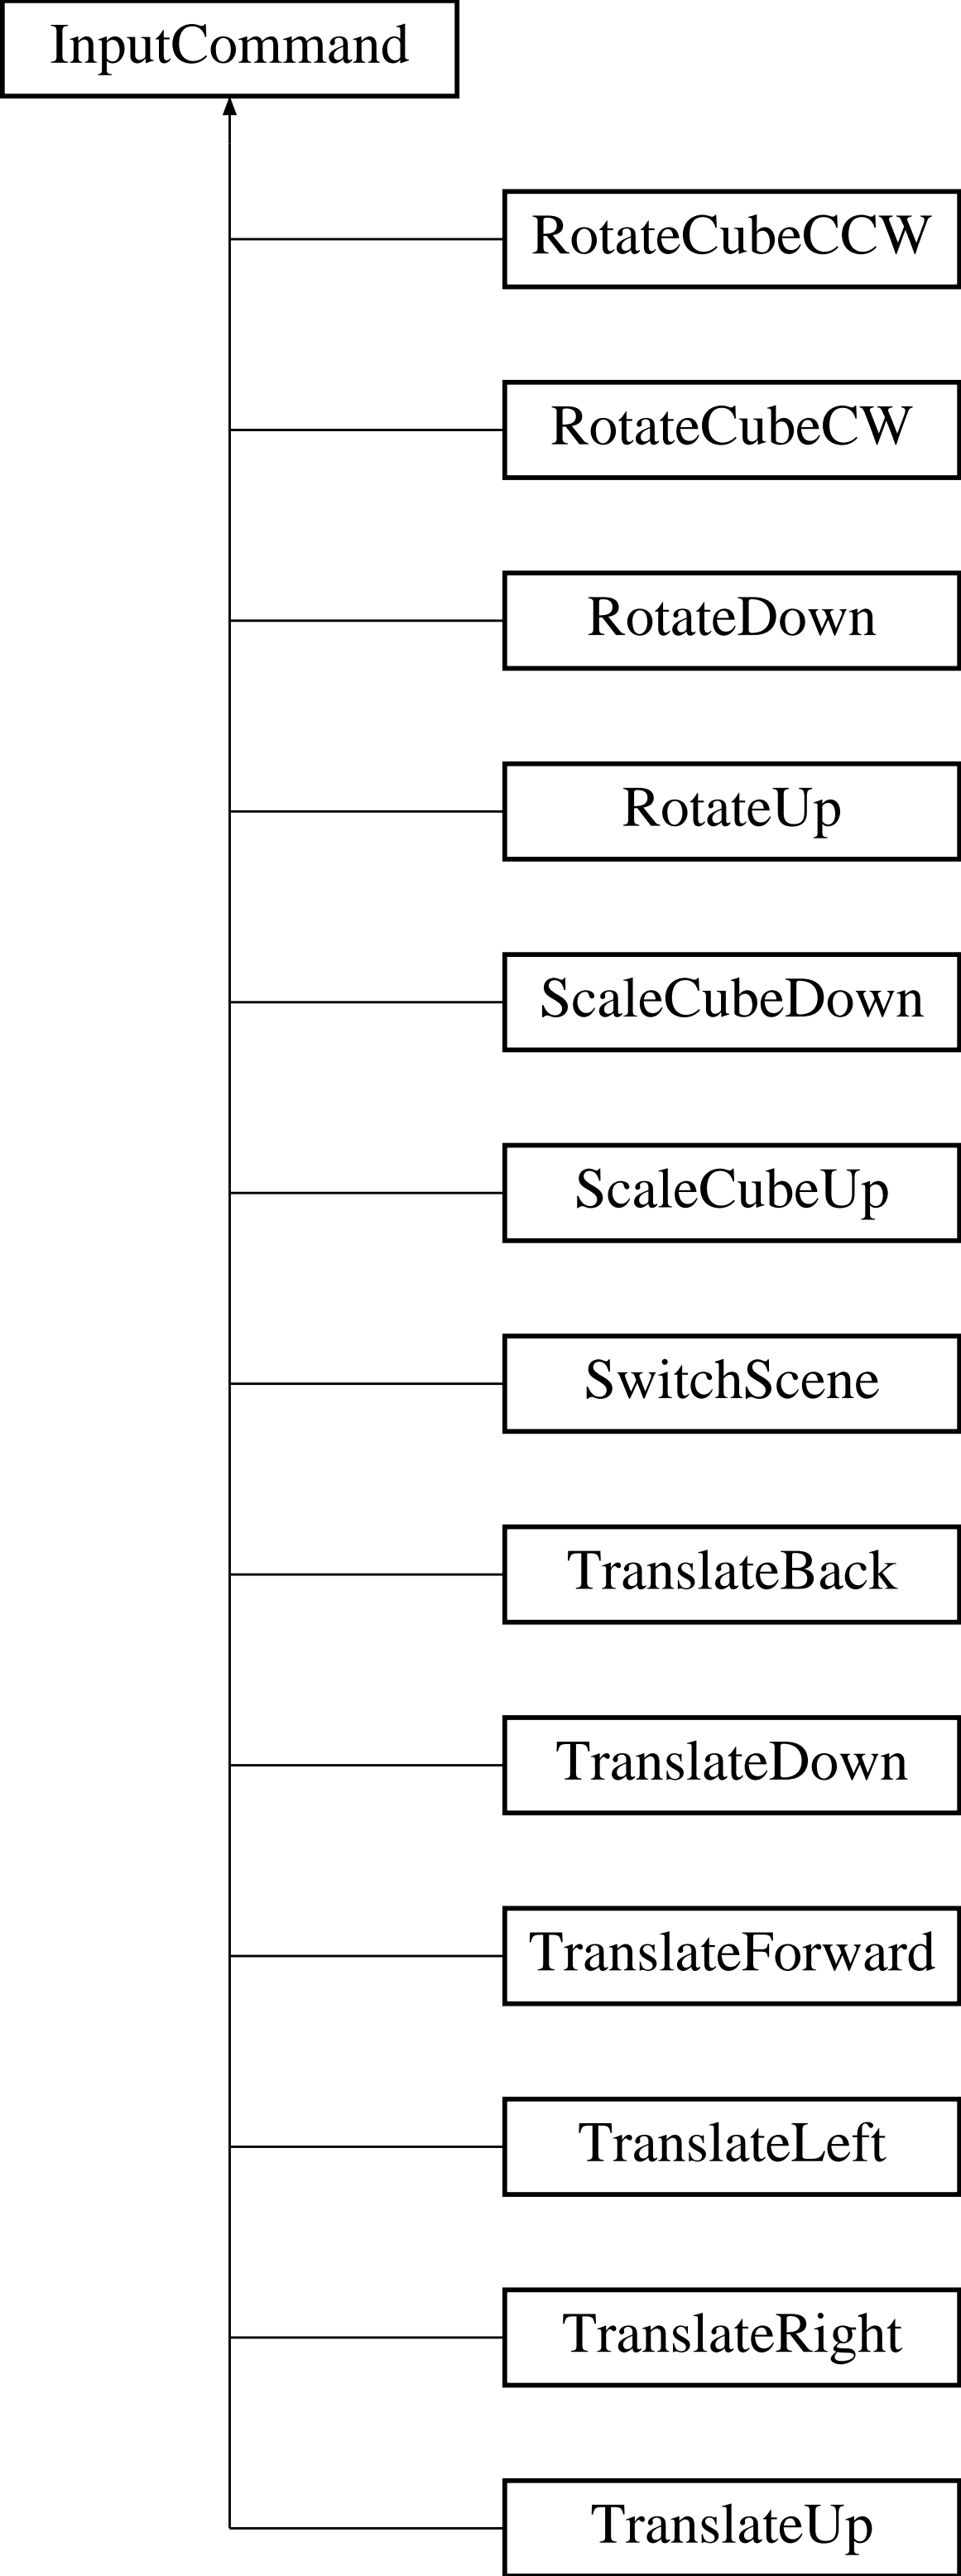 InputCommand
RotateCubeCCW
RotateCubeCW
RotateDown
RotateUp
ScaleCubeDown
ScaleCubeUp
SwitchScene
TranslateBack
TranslateDown
TranslateForward
TranslateLeft
TranslateRight
TranslateUp